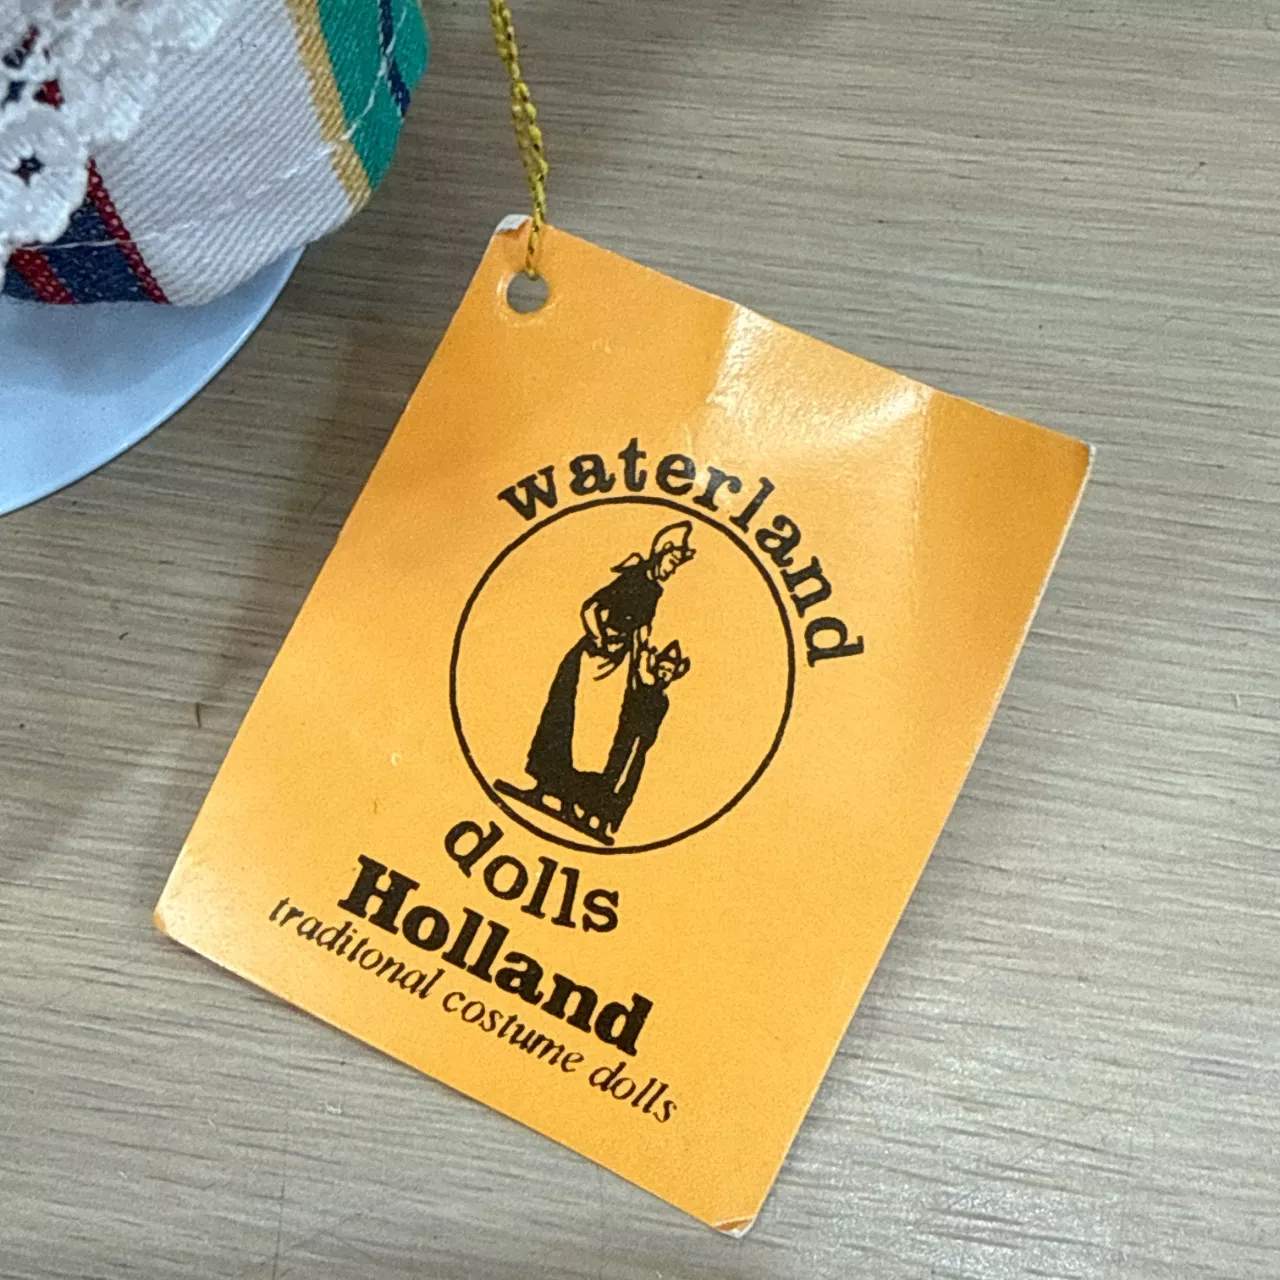 waterland
dolls
Holland
traditonal costume dolls